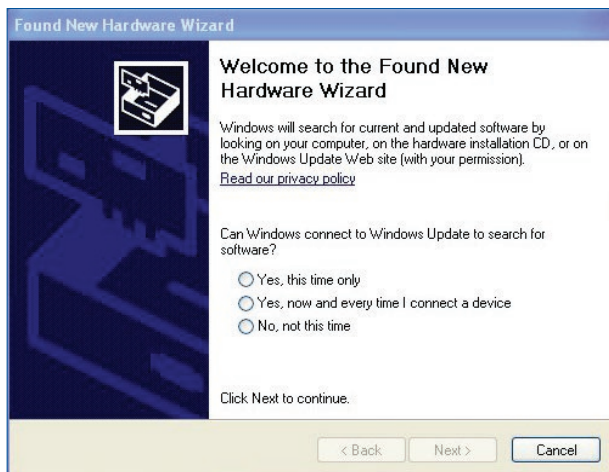 Found New Hardware Wizard
Welcome to the Found New
Hardware Wizard
Windows will search for current and updated software by
looking on your computer, on the hardware installation CD, or on
the Windows Update Web site (with your permission).
Read our privacy policy
Can Windows connect to Windows Update to search for
software?
Yes, this time only
Yes, now and every time I connect a device
No, not this time
Click Next to continue.
< Back
Next >
Cancel